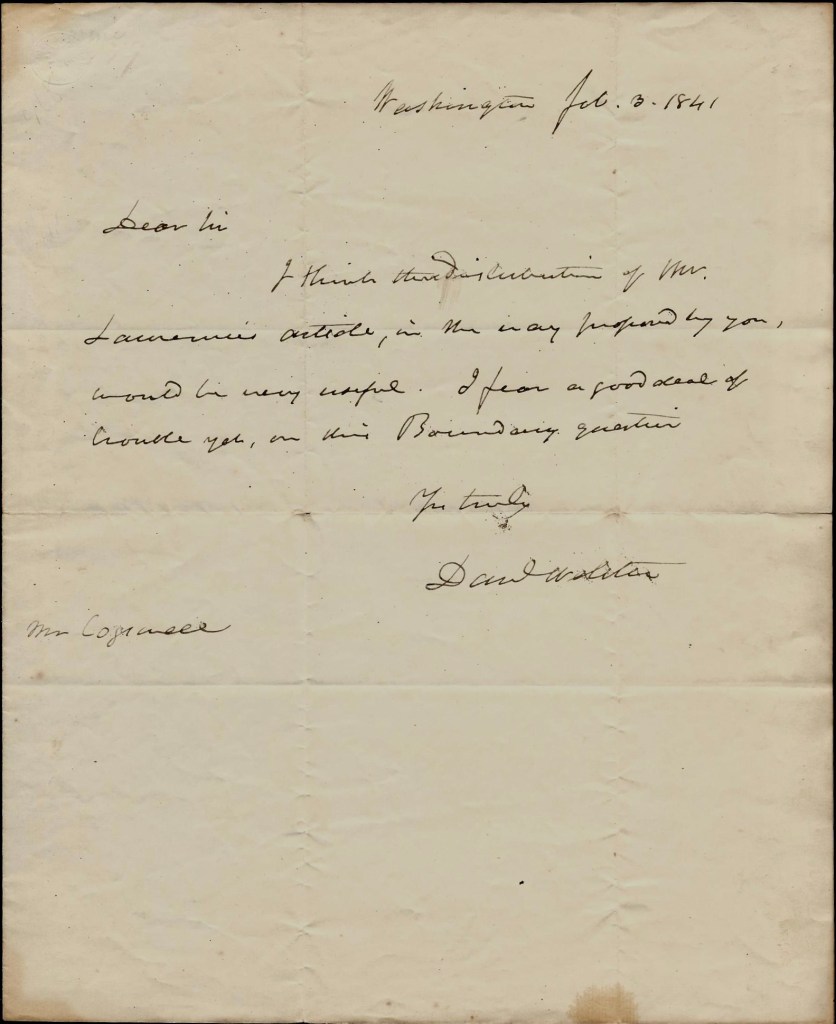 Washington Feb. 3. 1841
Dear Sir
I think the distribution of Mr.
Lawrence's article, in the way proposed by you,
would be very useful. I fear a good deal of
trouble yet, on this Boundary question
Yrs truly
Danl Webster
Mr Cogswell